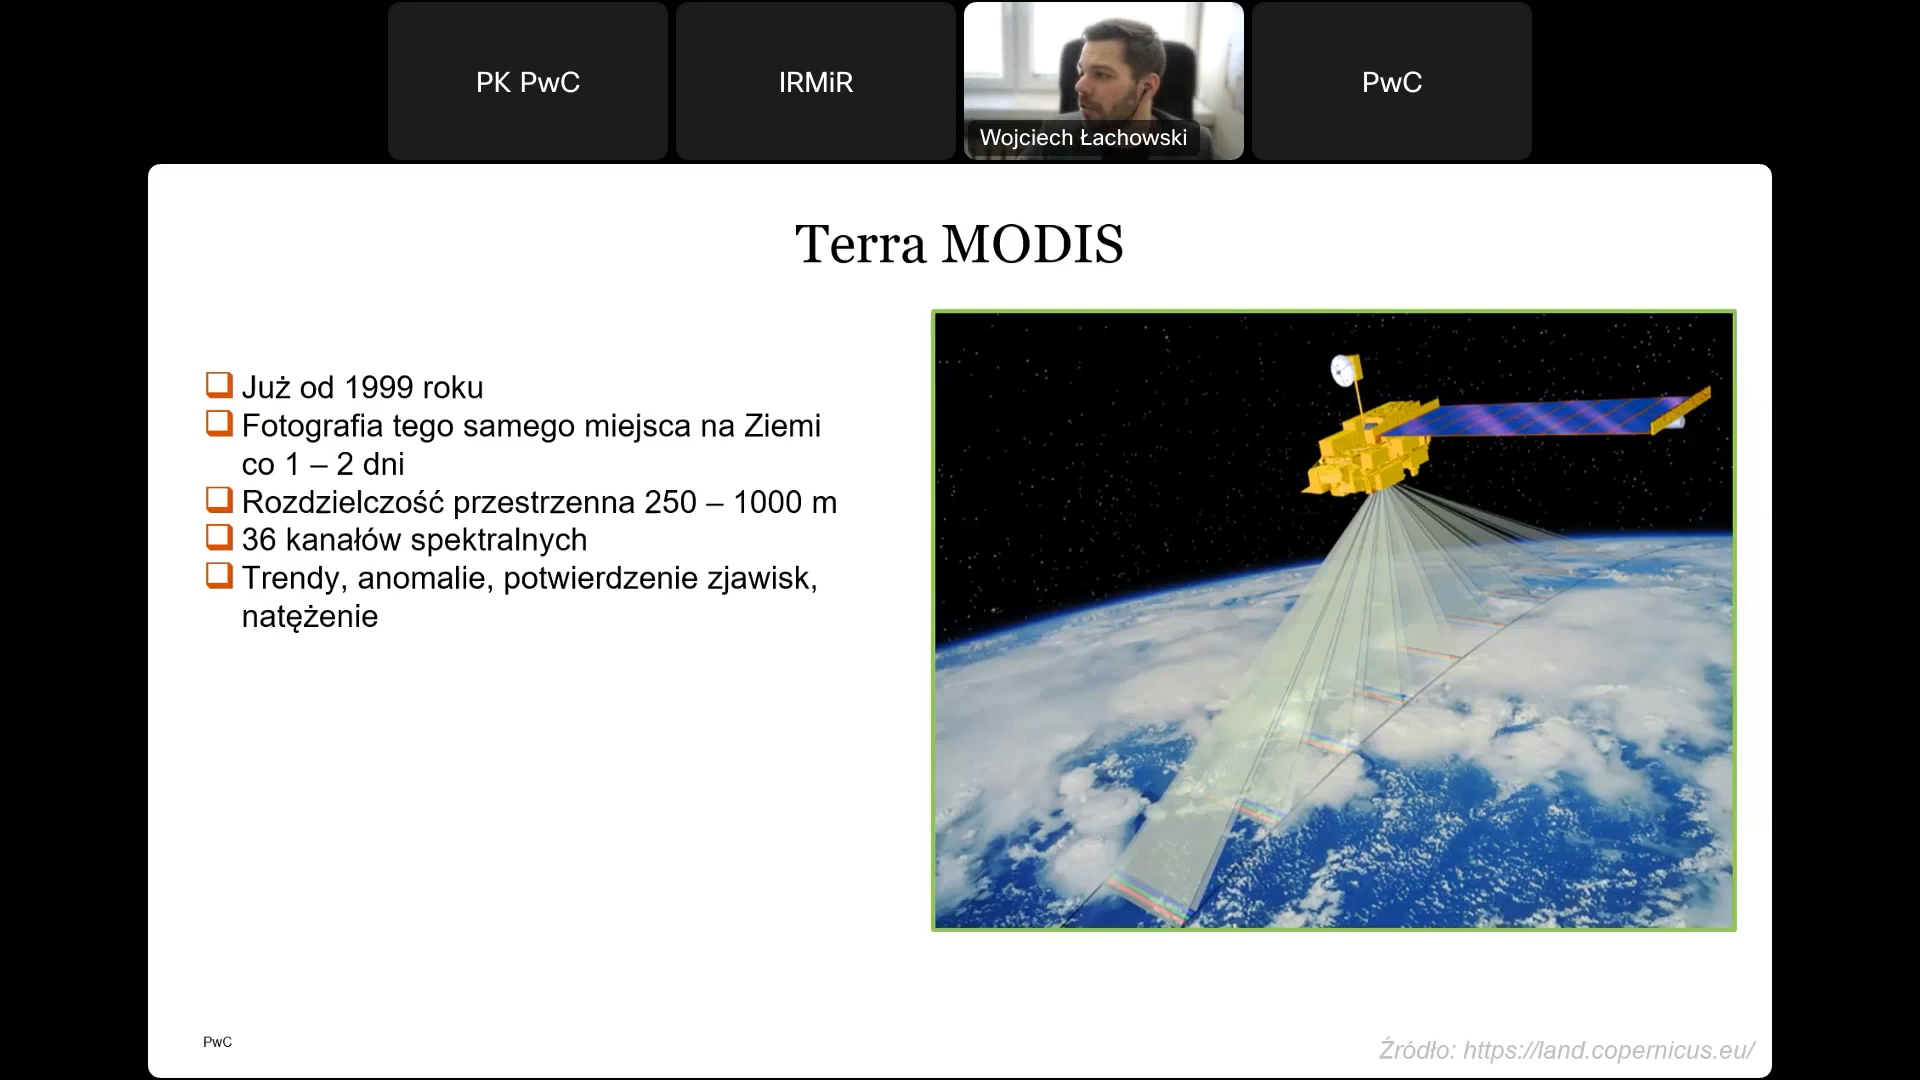 PK PwC
IRMiR
Wojciech Łachowski
PwC
Terra MODIS
Już od 1999 roku
Fotografia tego samego miejsca na Ziemi
co 1 – 2 dni
Rozdzielczość przestrzenna 250 – 1000 m
36 kanałów spektralnych
Trendy, anomalie, potwierdzenie zjawisk,
natężenie
PwC
Źródło: https://land.copernicus.eu/